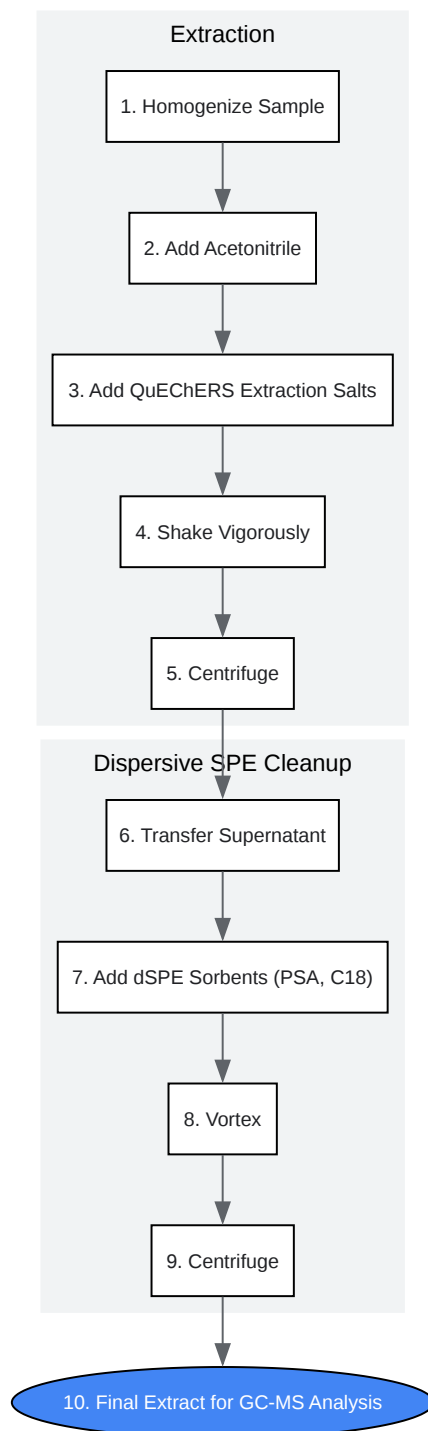 Extraction
1. Homogenize Sample
2. Add Acetonitrile
3. Add QuEChERS Extraction Salts
4. Shake Vigorously
5. Centrifuge
Dispersive SPE Cleanup
6. Transfer Supernatant
7. Add dSPE Sorbents (PSA, C18)
8. Vortex
9. Centrifuge
10. Final Extract for GC-MS Analysis